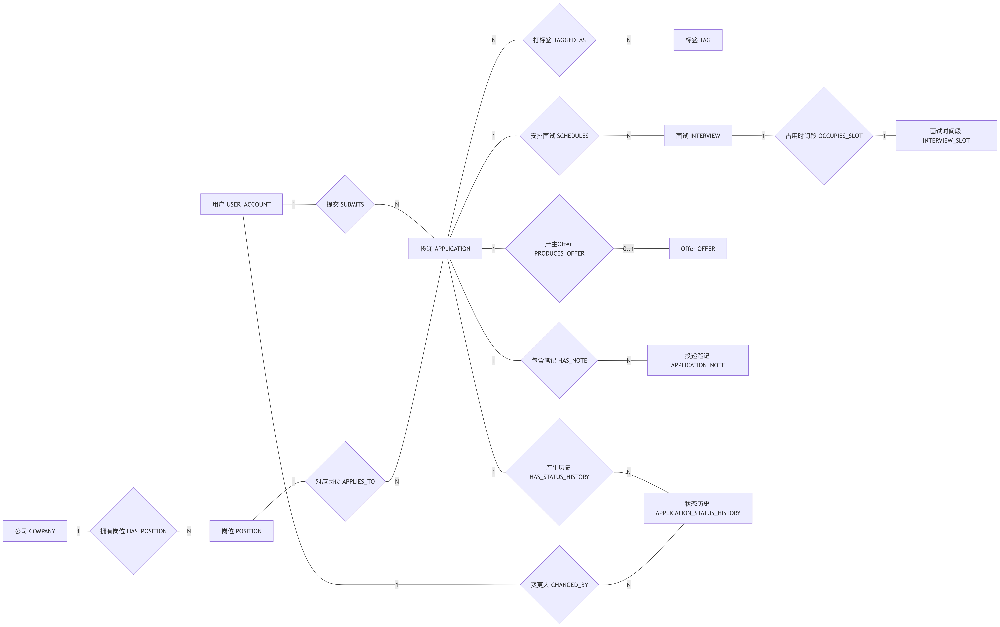 N
打标签 TAGGED_AS
N
标签 TAG
1
安排面试 SCHEDULES
N
面试 INTERVIEW
1
占用时间段 OCCUPIES_SLOT
1
面试时间段
INTERVIEW_SLOT
用户 USER_ACCOUNT
1
提交 SUBMITS
N
投递 APPLICATION
1
产生Offer
PRODUCES_OFFER
0..1
Offer OFFER
1
包含笔记 HAS_NOTE
N
投递笔记
APPLICATION_NOTE
1
产生历史
HAS_STATUS_HISTORY
N
状态历史
APPLICATION_STATUS_HISTORY
1
对应岗位 APPLIES_TO
N
公司 COMPANY
1
拥有岗位 HAS_POSITION
N
岗位 POSITION
1
变更人 CHANGED_BY
N